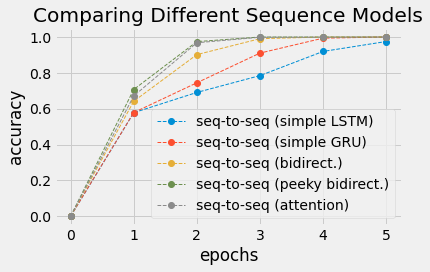 Comparing Different Sequence Models
accuracy
1.0
0.8
0.6
0.4
0.2
0.0
seq-to-seq (simple LSTM)
seq-to-seq (simple GRU)
seq-to-seq (bidirect.)
seq-to-seq (peeky bidirect.)
seq-to-seq (attention)
0 1 2 3 4 5
epochs